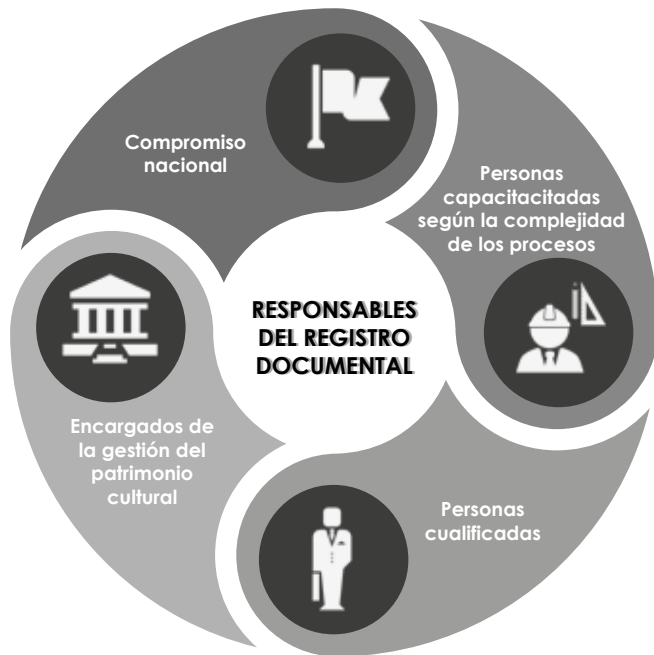 Compromiso
nacional
Personas
capacitacitadas
según la complejidad
de los procesos
RESPONSABLES
DEL REGISTRO
DOCUMENTAL
Encargados de
la gestión del
patrimonio
cultural
Personas
cualificadas